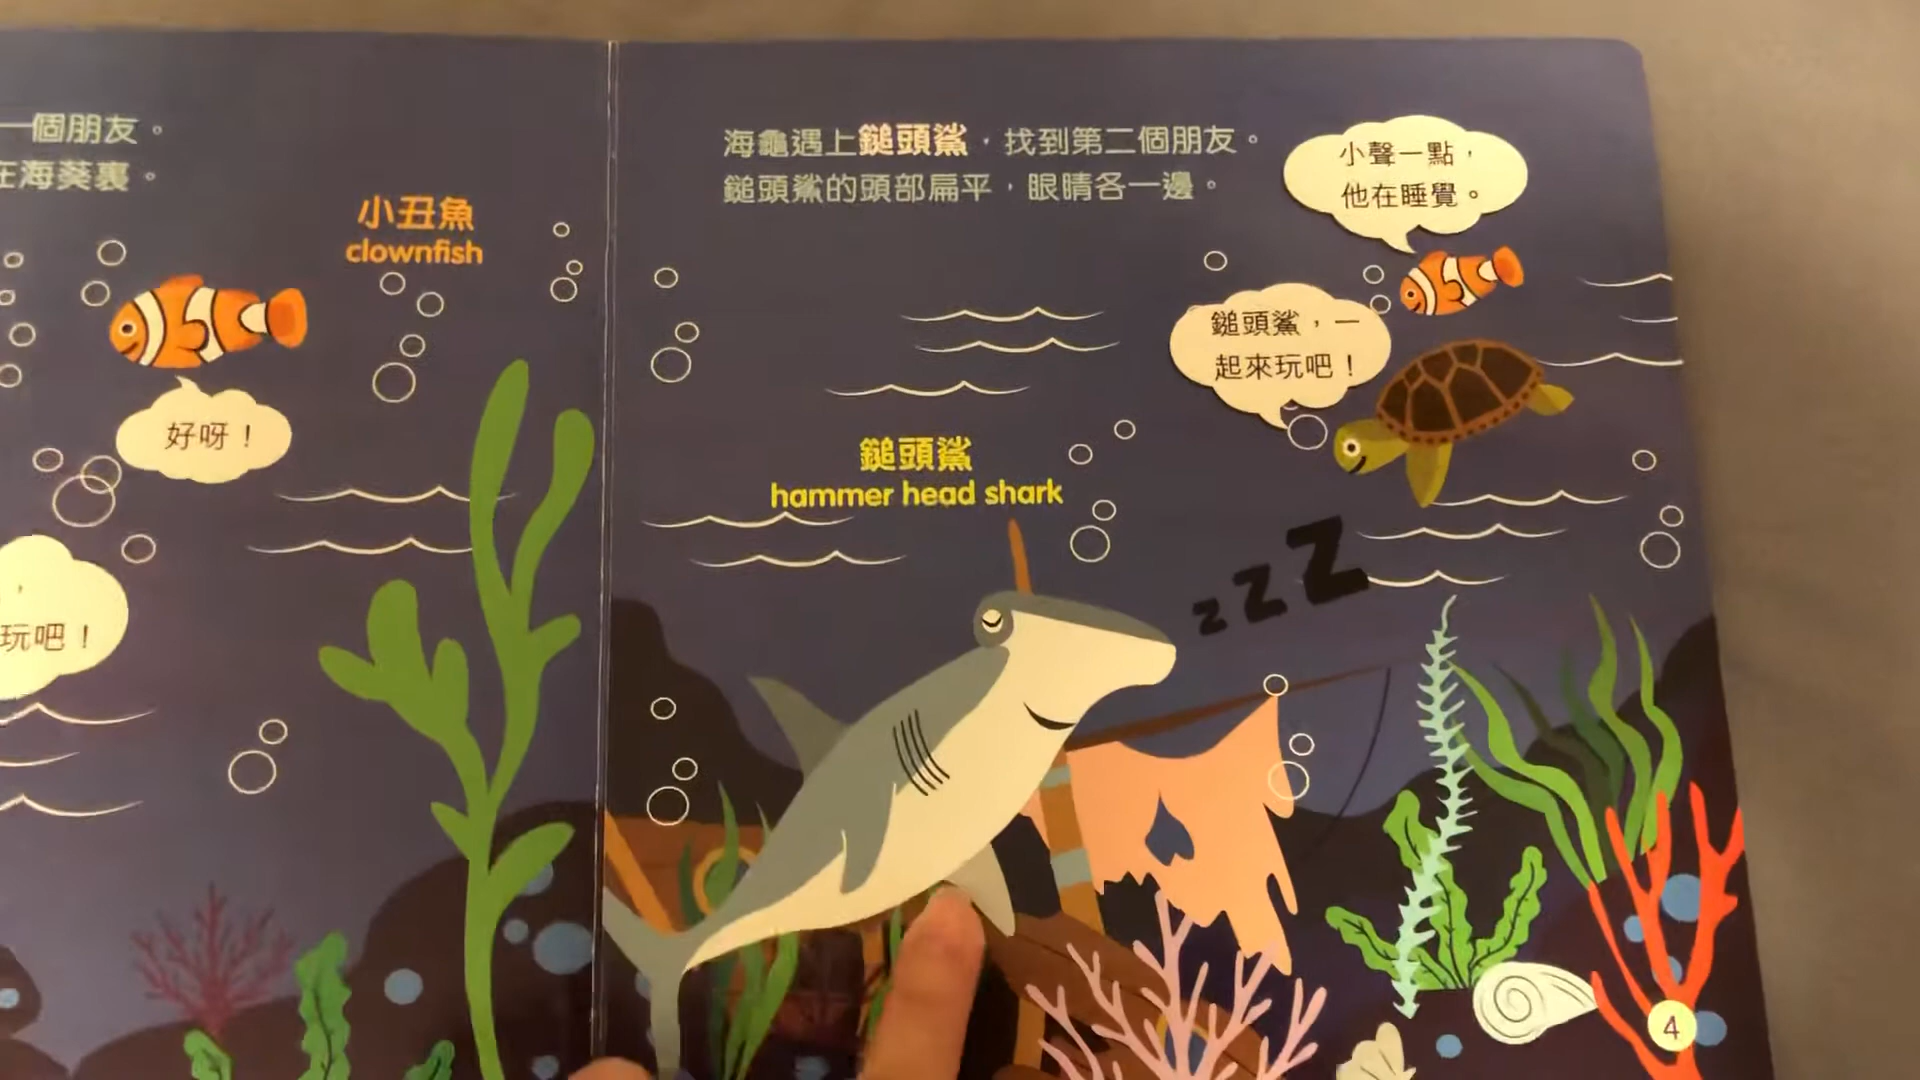 一個朋友。
在海葵裏。
小丑魚
clownfish
好呀！
，
玩吧！
海龜遇上鎚頭鯊，找到第二個朋友。
鎚頭鯊的頭部扁平，眼睛各一邊。
小聲一點，
他在睡覺。
鎚頭鯊，一
起來玩吧！
鎚頭鯊
hammer head shark
zzZ
4